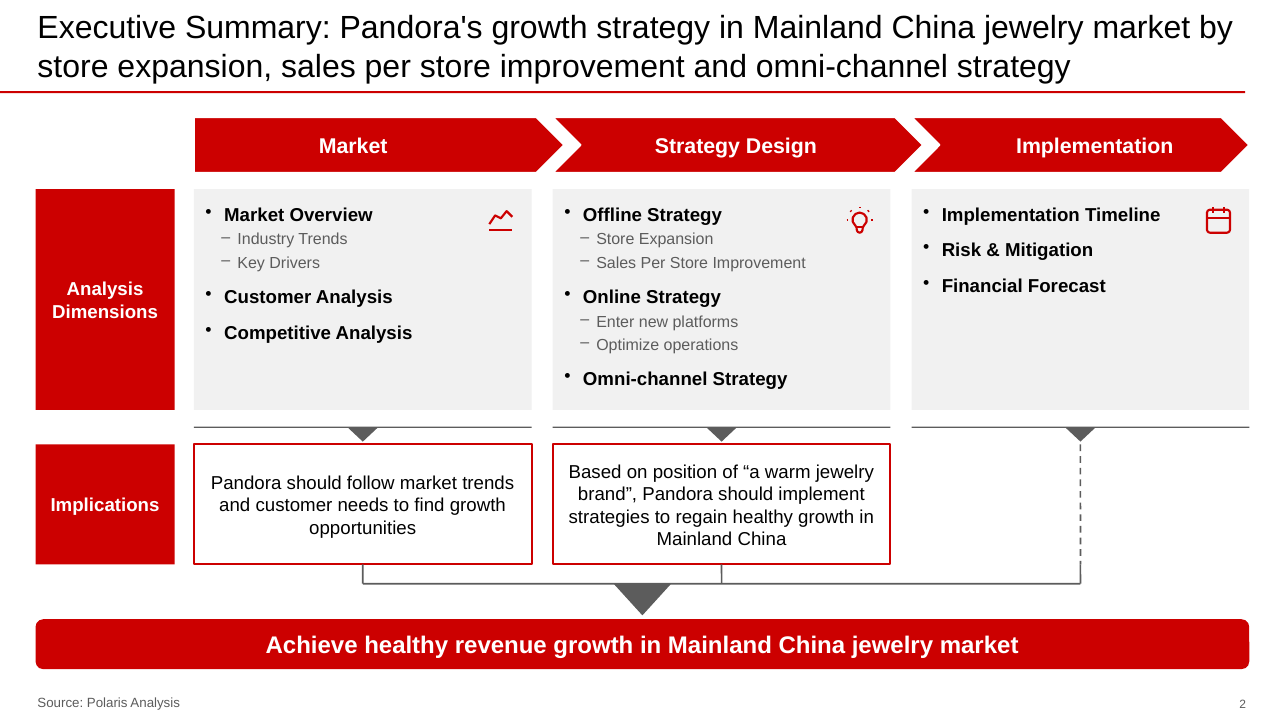 Executive Summary: Pandora's growth strategy in Mainland China jewelry market by
store expansion, sales per store improvement and omni-channel strategy
Market
Strategy Design
Implementation
Analysis
Dimensions
• Market Overview
– Industry Trends
– Key Drivers
• Customer Analysis
• Competitive Analysis
• Offline Strategy
– Store Expansion
– Sales Per Store Improvement
• Online Strategy
– Enter new platforms
– Optimize operations
• Omni-channel Strategy
• Implementation Timeline
• Risk & Mitigation
• Financial Forecast
Implications
Pandora should follow market trends
and customer needs to find growth
opportunities
Based on position of “a warm jewelry
brand”, Pandora should implement
strategies to regain healthy growth in
Mainland China
Achieve healthy revenue growth in Mainland China jewelry market
Source: Polaris Analysis
2